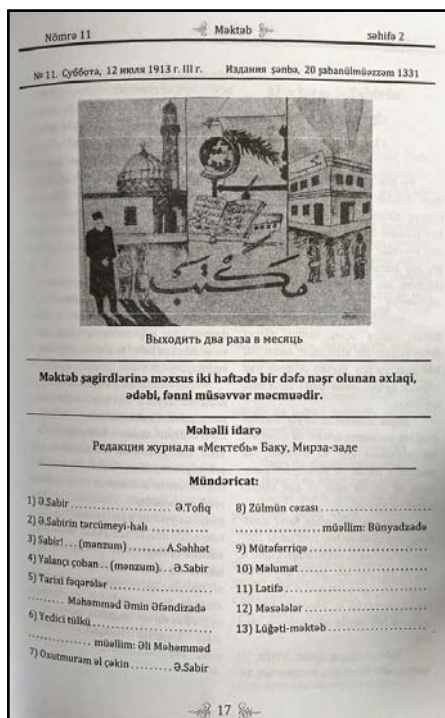 Nömrə 11
Məktəb
səhifə 2
№ 11. Суббота, 12 июля 1913 г. III г. Издания şənbə, 20 şabanülmüəzzəm 1331
مكتب
Выходить два раза в месяць
Məktəb şagirdlərinə məxsus iki həftədə bir dəfə nəşr olunan əxlaqi,
ədəbi, fənni müsəvvər məcmuədir.
Məhəlli idarə
Редакция журнала «Мектебь» Баку, Мирза-заде
Mündəricat:
1) Ə.Sabir .................. Ə.Tofiq
2) Ə.Sabirin tərcümeyi-halı ............
3) Sabir!... (mənzum) ......... A.Səhhət
4) Yalançı çoban . . (mənzum)... Ə.Sabir
5) Tarixi fəqərələr ......................
............ Məhəmməd Əmin Əfəndizadə
6) Yedici tülkü ..........................
................... müəllim: Əli Məhəmməd
7) Oxutmuram əl çəkin ......... Ə.Sabir
8) Zülmün cəzası .......................
..................... müəllim: Bünyadzadə
9) Mütəfərriqə ..........................
10) Məlumat ............................
11) Lətifə ...............................
12) Məsələlər ...........................
13) Lüğəti-məktəb ......................
17